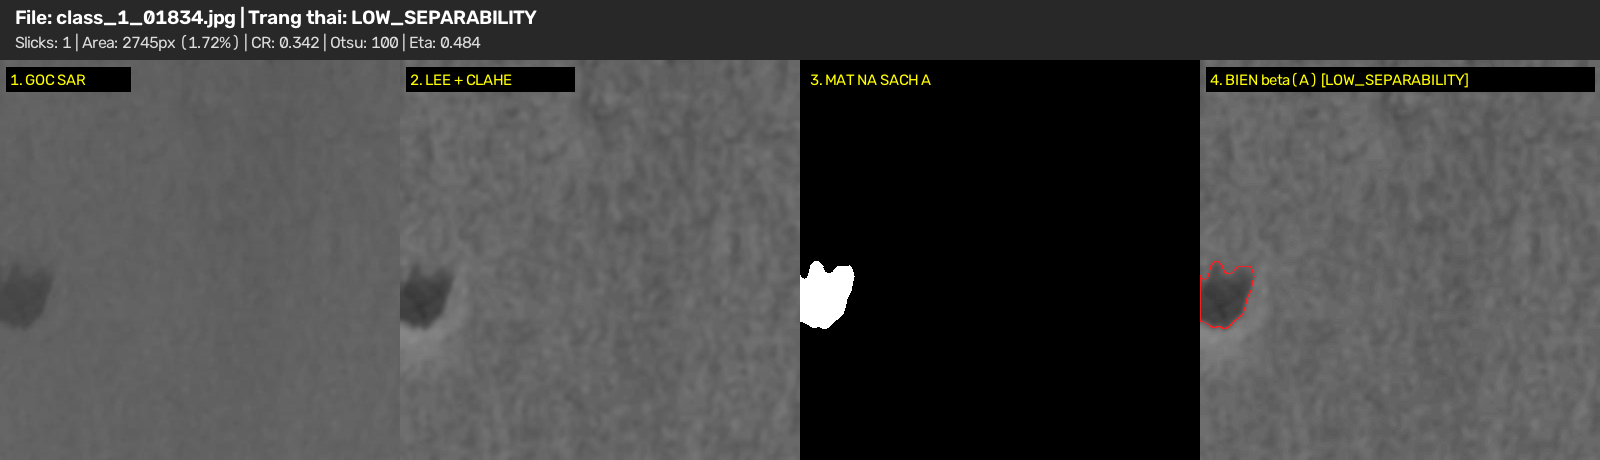 File: class_1_01834.jpg | Trang thai: LOW_SEPARABILITY
Slicks: 1 | Area: 2745px (1.72%) | CR: 0.342 | Otsu: 100 | Eta: 0.484
1. GOC SAR
2. LEE + CLAHE
3. MAT NA SACH A
4. BIEN beta(A) [LOW_SEPARABILITY]